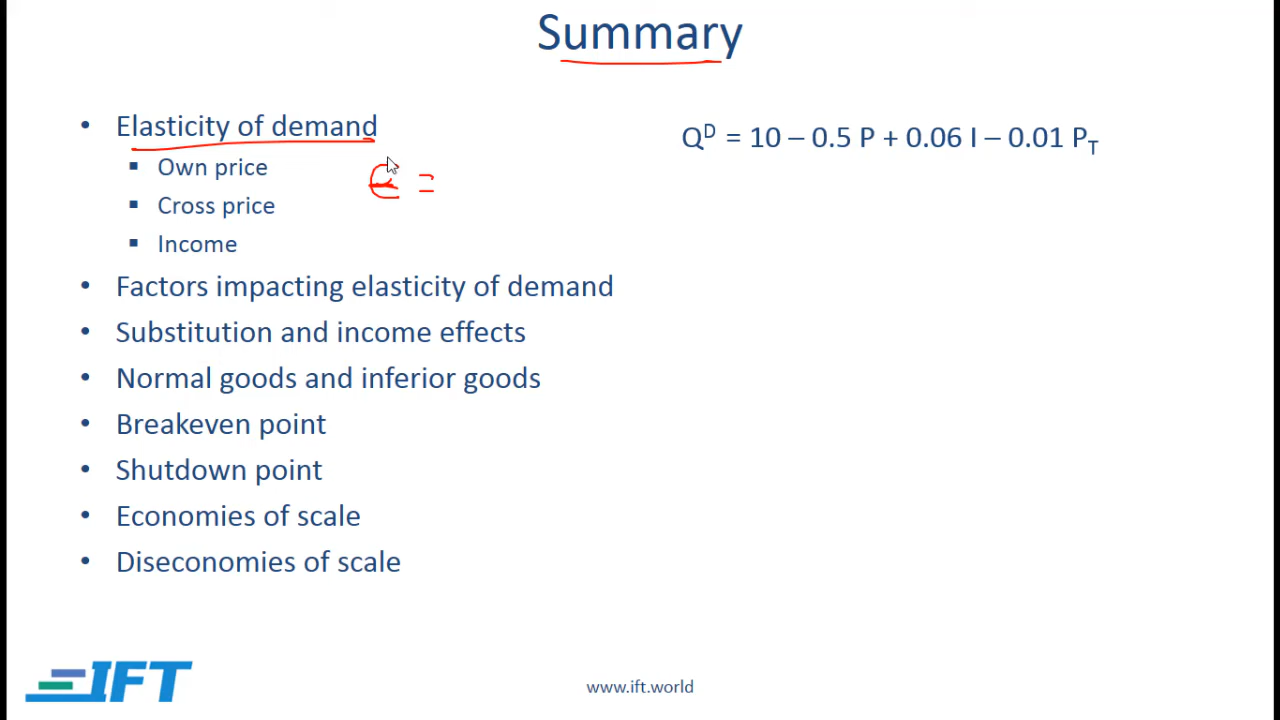 Summary
• Elasticity of demand
▪ Own price
▪ Cross price
▪ Income
Q^D = 10 – 0.5 P + 0.06 I – 0.01 P_T
Є =
• Factors impacting elasticity of demand
• Substitution and income effects
• Normal goods and inferior goods
• Breakeven point
• Shutdown point
• Economies of scale
• Diseconomies of scale
IFT
www.ift.world